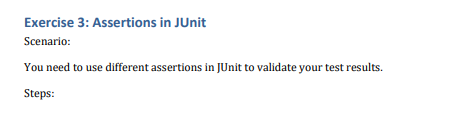 Exercise 3: Assertions in JUnit
Scenario:
You need to use different assertions in JUnit to validate your test results.
Steps: